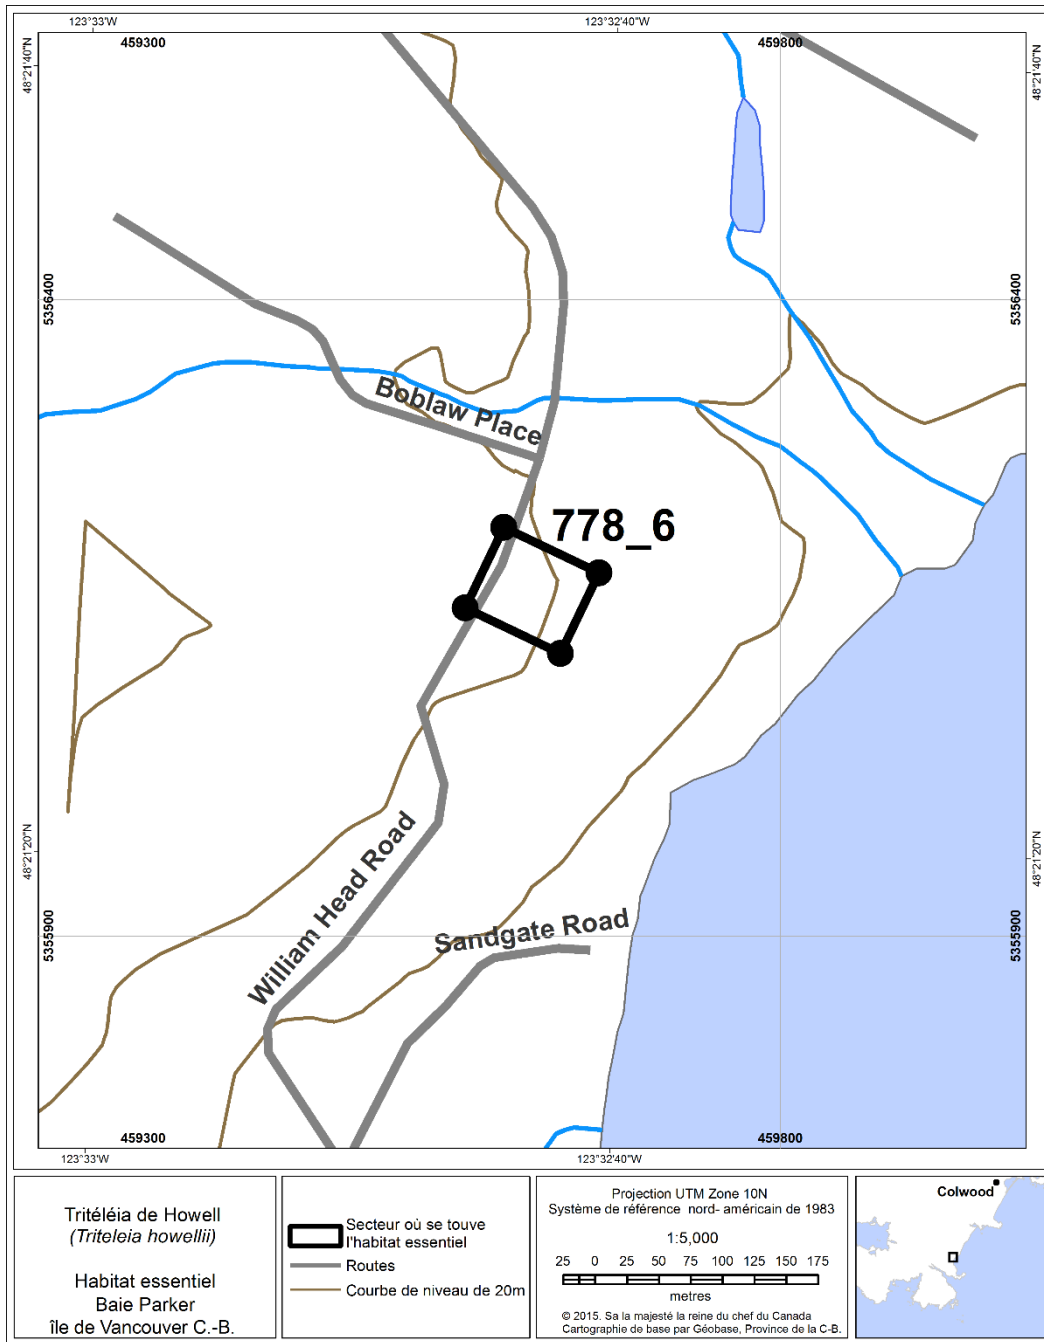 123°33'W 123°32'40"W
459300 459800
48°21'40"N 48°21'40"N
5356400 5356400
Boblaw Place
778_6
William Head Road
48°21'20"N 48°21'20"N
Sandgate Road
5355900 5355900
459300 459800
123°33'W 123°32'40"W
Tritéléia de Howell
(Triteleia howellii)
Habitat essentiel
Baie Parker
île de Vancouver C.-B.
Secteur où se touve
l'habitat essentiel
Routes
Courbe de niveau de 20m
Projection UTM Zone 10N
Système de référence nord- américain de 1983
1:5,000
25 0 25 50 75 100 125 150 175
metres
© 2015. Sa la majesté la reine du chef du Canada
Cartographie de base par Géobase, Province de la C-B.
Colwood